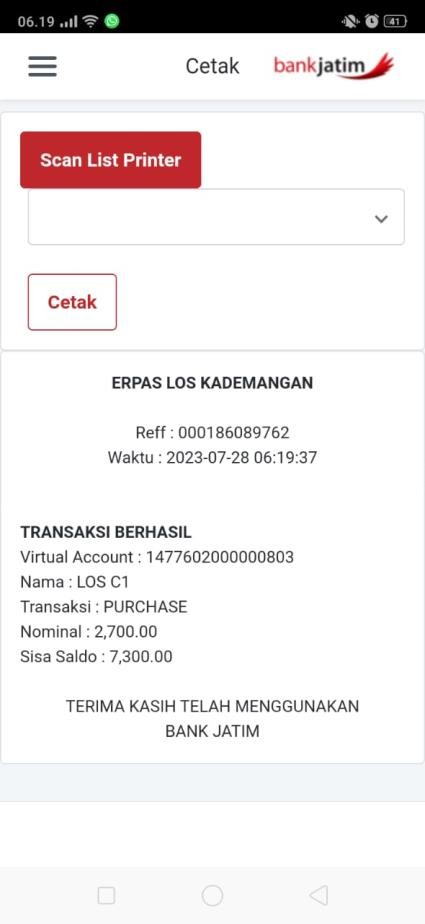 06.19
41
Cetak
bankjatim
Scan List Printer
Cetak
ERPAS LOS KADEMANGAN
Reff : 000186089762
Waktu : 2023-07-28 06:19:37
TRANSAKSI BERHASIL
Virtual Account : 1477602000000803
Nama : LOS C1
Transaksi : PURCHASE
Nominal : 2,700.00
Sisa Saldo : 7,300.00
TERIMA KASIH TELAH MENGGUNAKAN
BANK JATIM